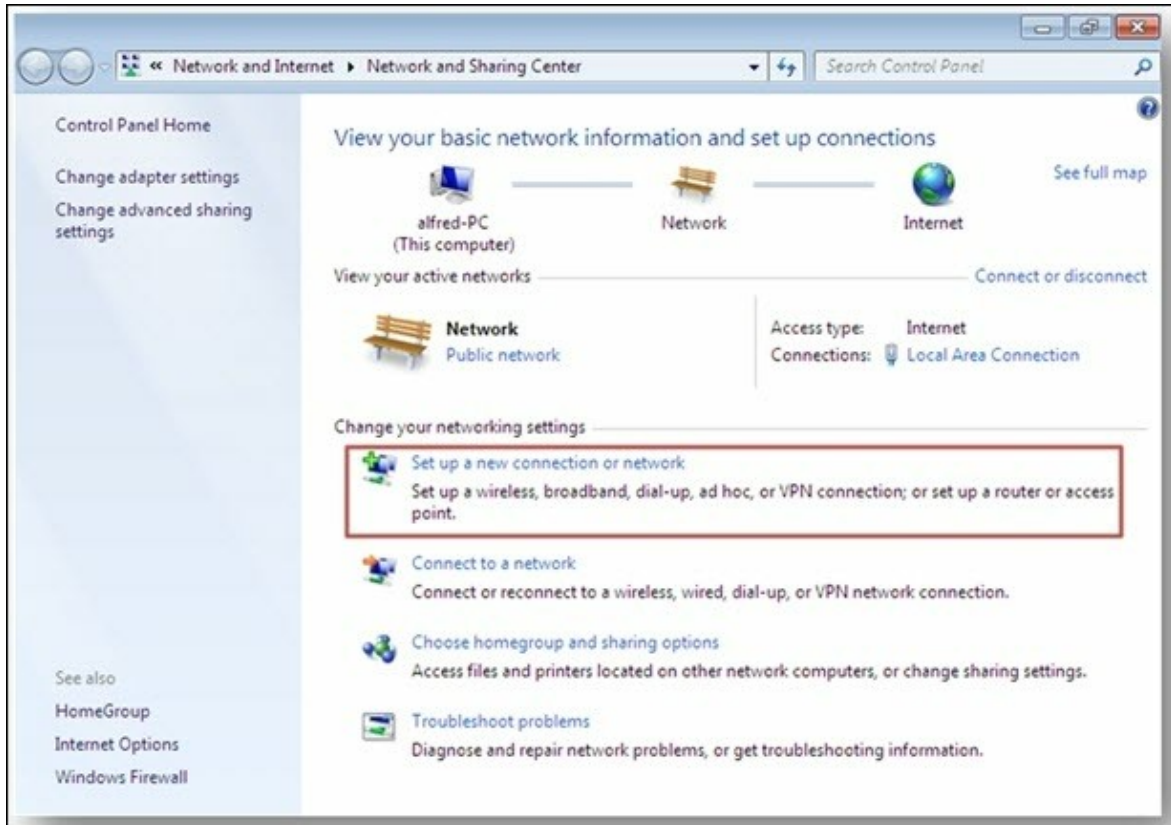 « Network and Internet ▸ Network and Sharing Center
Search Control Panel
Control Panel Home
Change adapter settings
Change advanced sharing
settings
See also
HomeGroup
Internet Options
Windows Firewall
View your basic network information and set up connections
See full map
alfred-PC
(This computer)
Network
Internet
View your active networks
Connect or disconnect
Network
Public network
Access type: Internet
Connections: Local Area Connection
Change your networking settings
Set up a new connection or network
Set up a wireless, broadband, dial-up, ad hoc, or VPN connection; or set up a router or access
point.
Connect to a network
Connect or reconnect to a wireless, wired, dial-up, or VPN network connection.
Choose homegroup and sharing options
Access files and printers located on other network computers, or change sharing settings.
Troubleshoot problems
Diagnose and repair network problems, or get troubleshooting information.